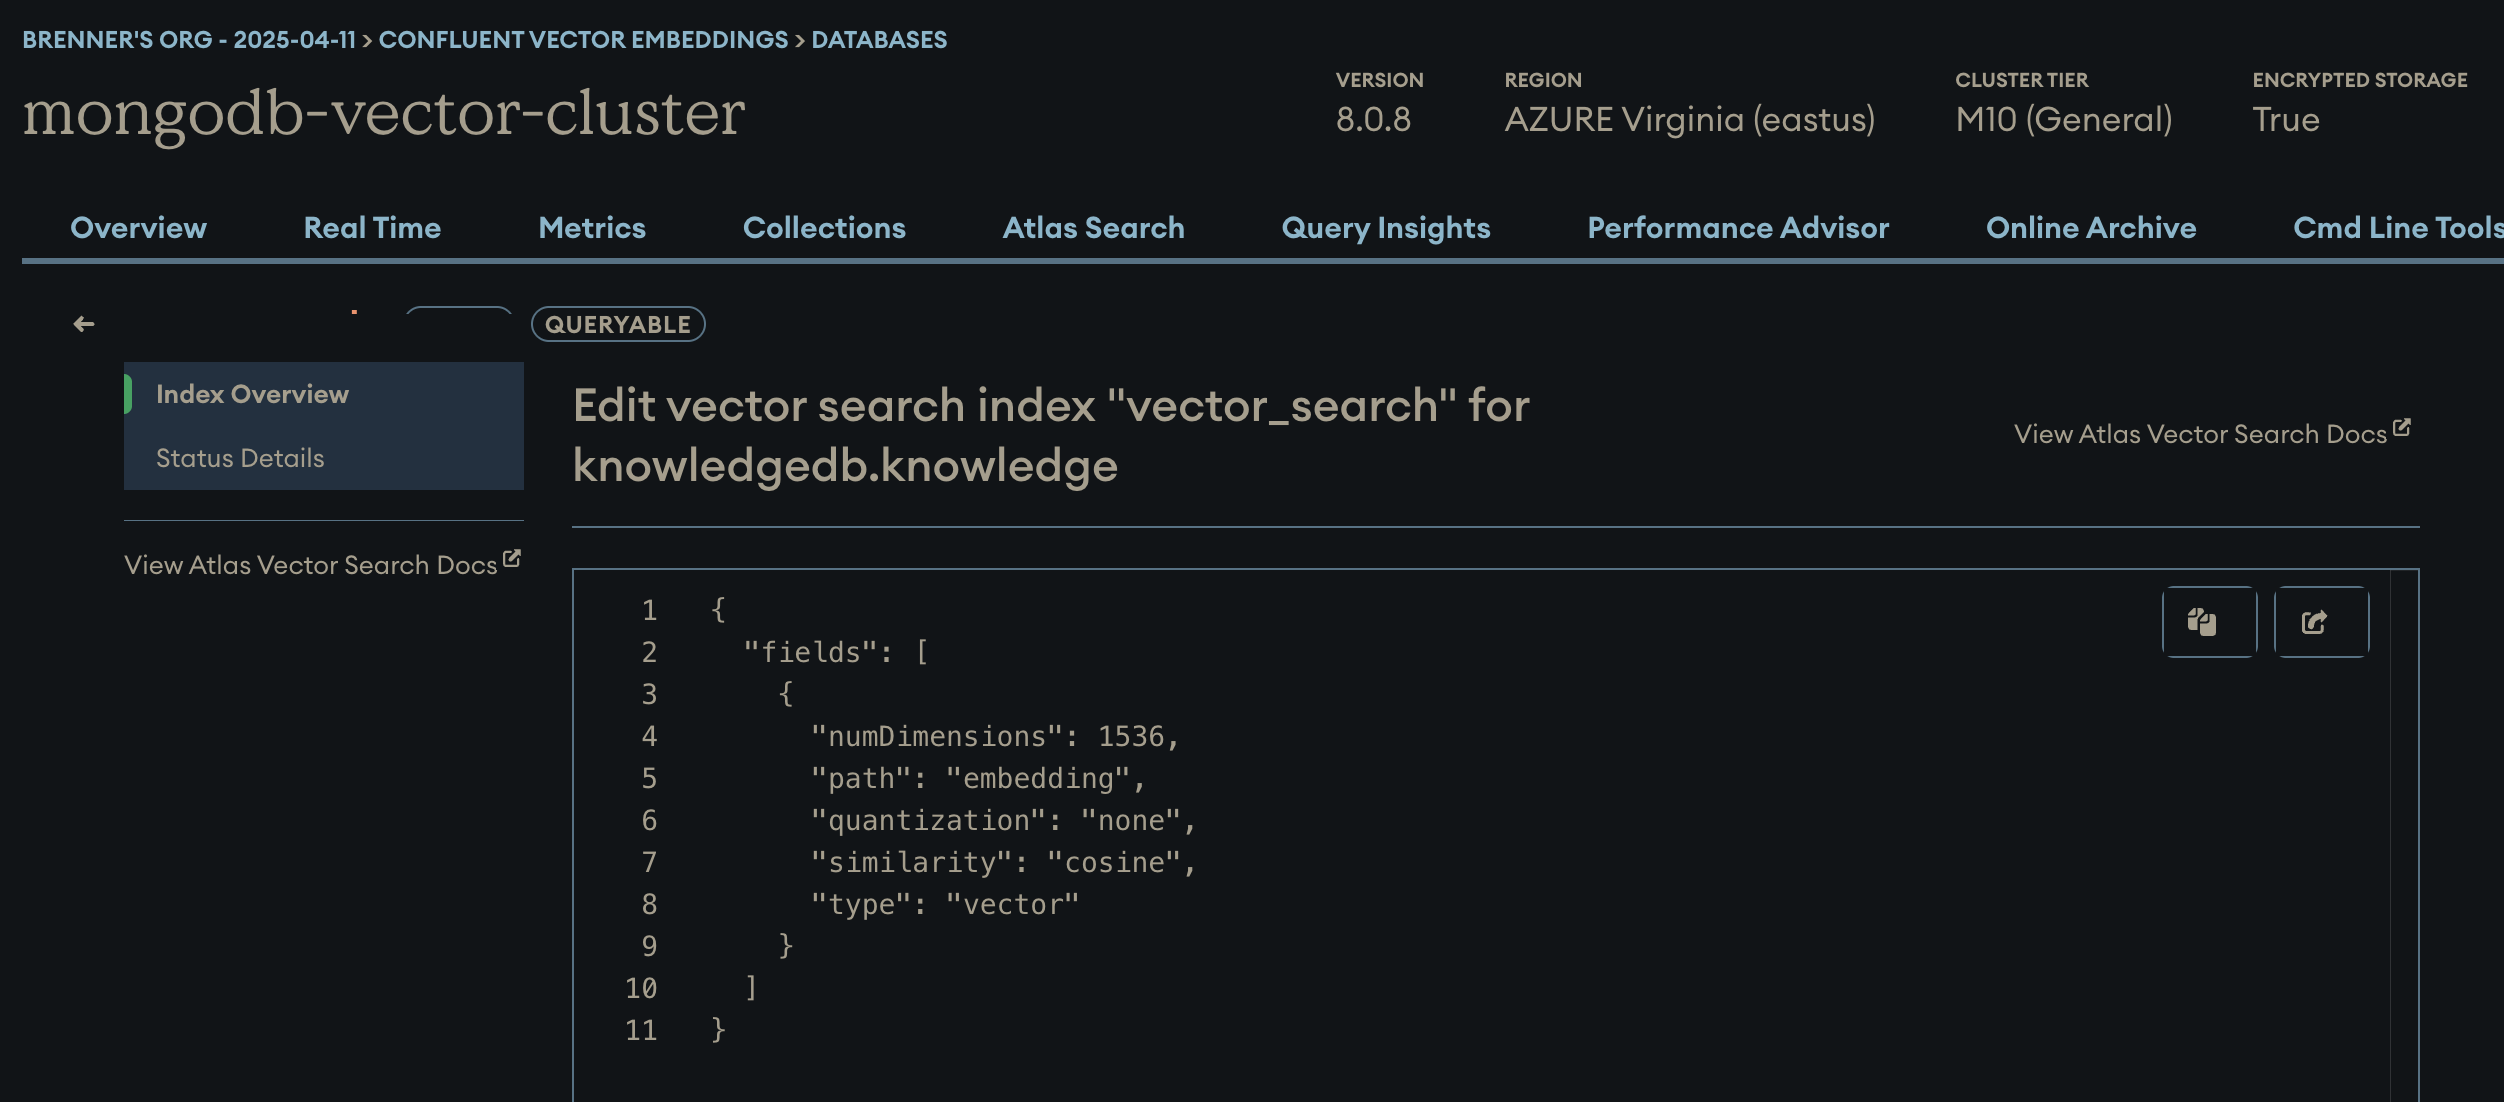 BRENNER'S ORG - 2025-04-11 > CONFLUENT VECTOR EMBEDDINGS > DATABASES
mongodb-vector-cluster
VERSION
8.0.8
REGION
AZURE Virginia (eastus)
CLUSTER TIER
M10 (General)
ENCRYPTED STORAGE
True
Overview
Real Time
Metrics
Collections
Atlas Search
Query Insights
Performance Advisor
Online Archive
Cmd Line Tools
QUERYABLE
Index Overview
Status Details
View Atlas Vector Search Docs
Edit vector search index "vector_search" for
knowledgedb.knowledge
View Atlas Vector Search Docs
1 {
2 "fields": [
3 {
4 "numDimensions": 1536,
5 "path": "embedding",
6 "quantization": "none",
7 "similarity": "cosine",
8 "type": "vector"
9 }
10 ]
11 }